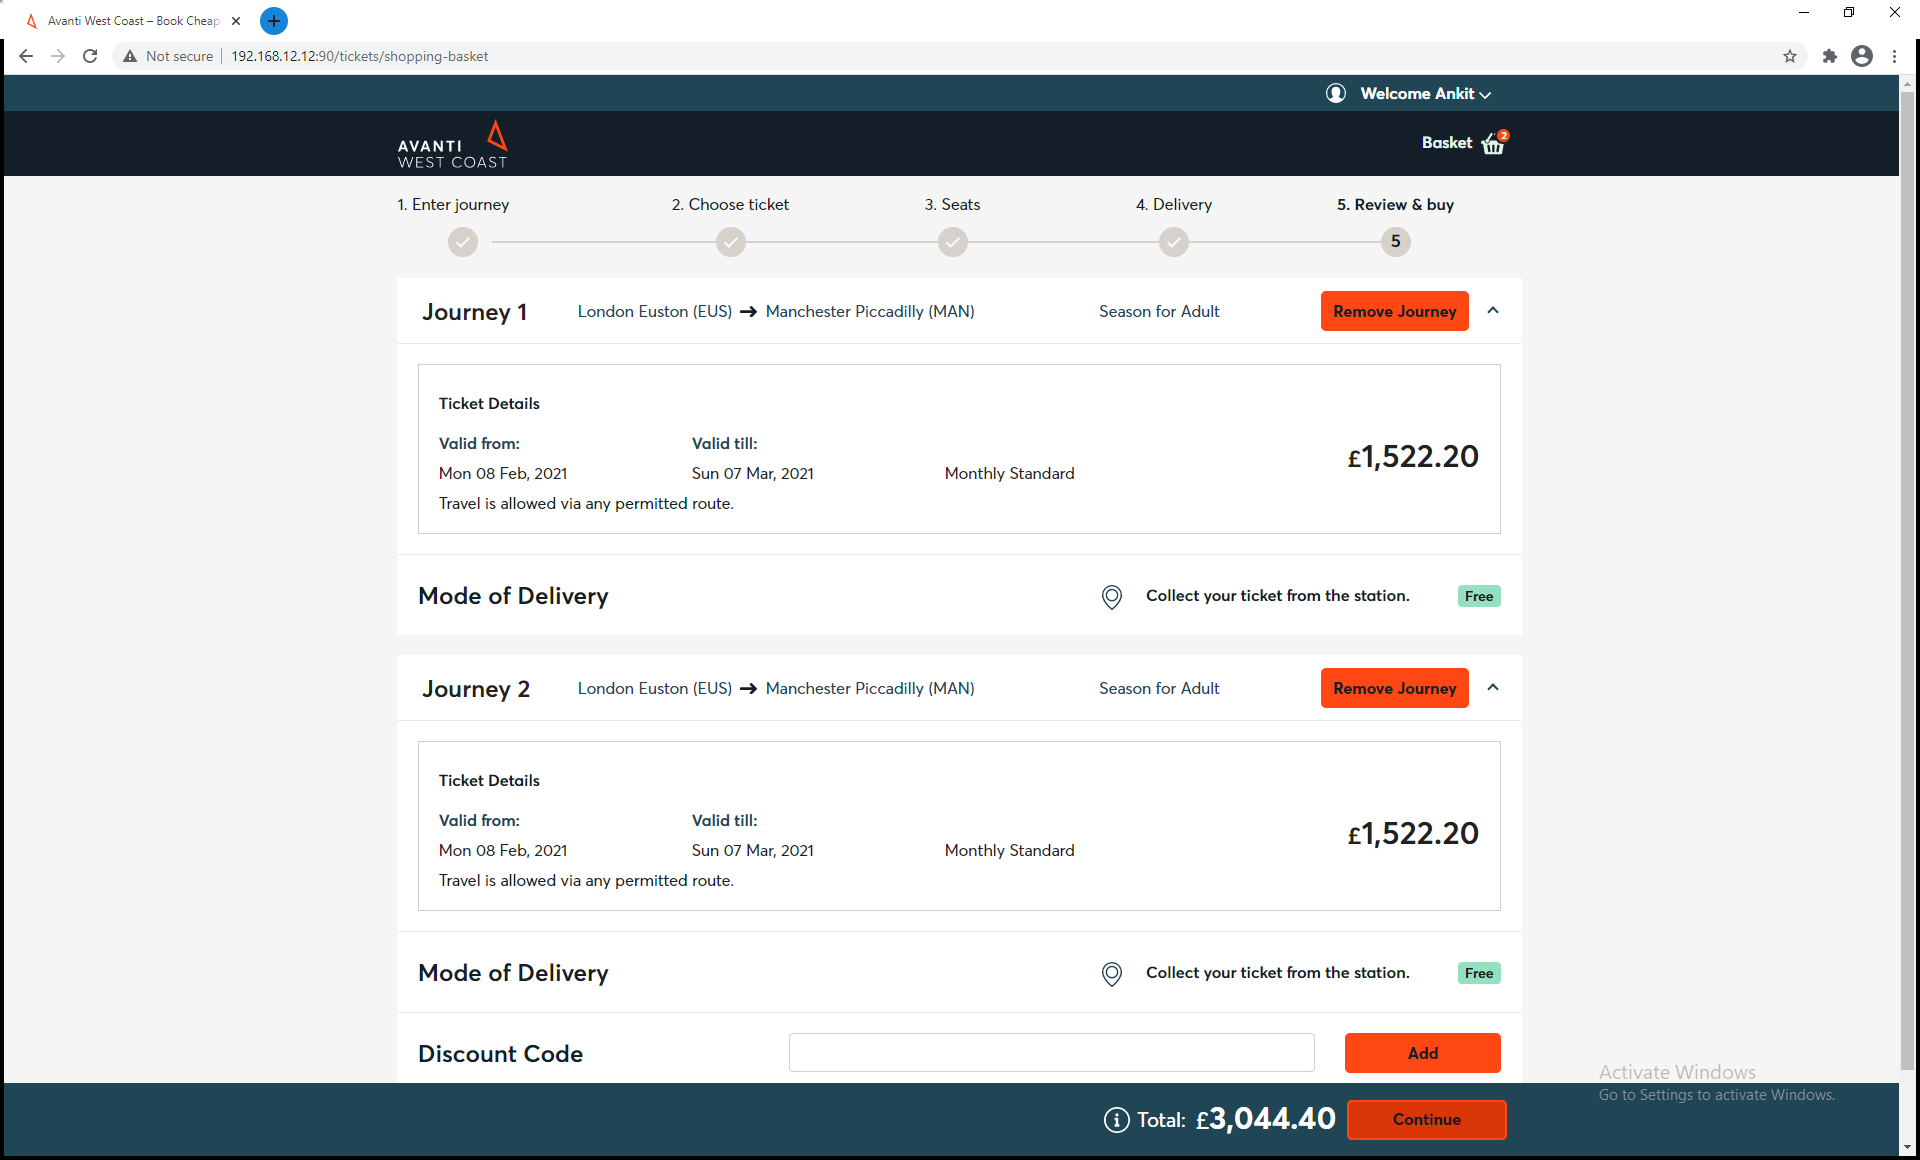 Avanti West Coast – Book Cheap
Not secure 192.168.12.12:90/tickets/shopping-basket
Welcome Ankit
AVANTI
WEST COAST
Basket 2
1. Enter journey 2. Choose ticket 3. Seats 4. Delivery 5. Review & buy
5
Journey 1 London Euston (EUS) → Manchester Piccadilly (MAN) Season for Adult Remove Journey
Ticket Details
Valid from: Valid till:
£1,522.20
Mon 08 Feb, 2021 Sun 07 Mar, 2021 Monthly Standard
Travel is allowed via any permitted route.
Mode of Delivery Collect your ticket from the station. Free
Journey 2 London Euston (EUS) → Manchester Piccadilly (MAN) Season for Adult Remove Journey
Ticket Details
Valid from: Valid till:
£1,522.20
Mon 08 Feb, 2021 Sun 07 Mar, 2021 Monthly Standard
Travel is allowed via any permitted route.
Mode of Delivery Collect your ticket from the station. Free
Discount Code Add
Activate Windows
Go to Settings to activate Windows.
Total: £3,044.40 Continue